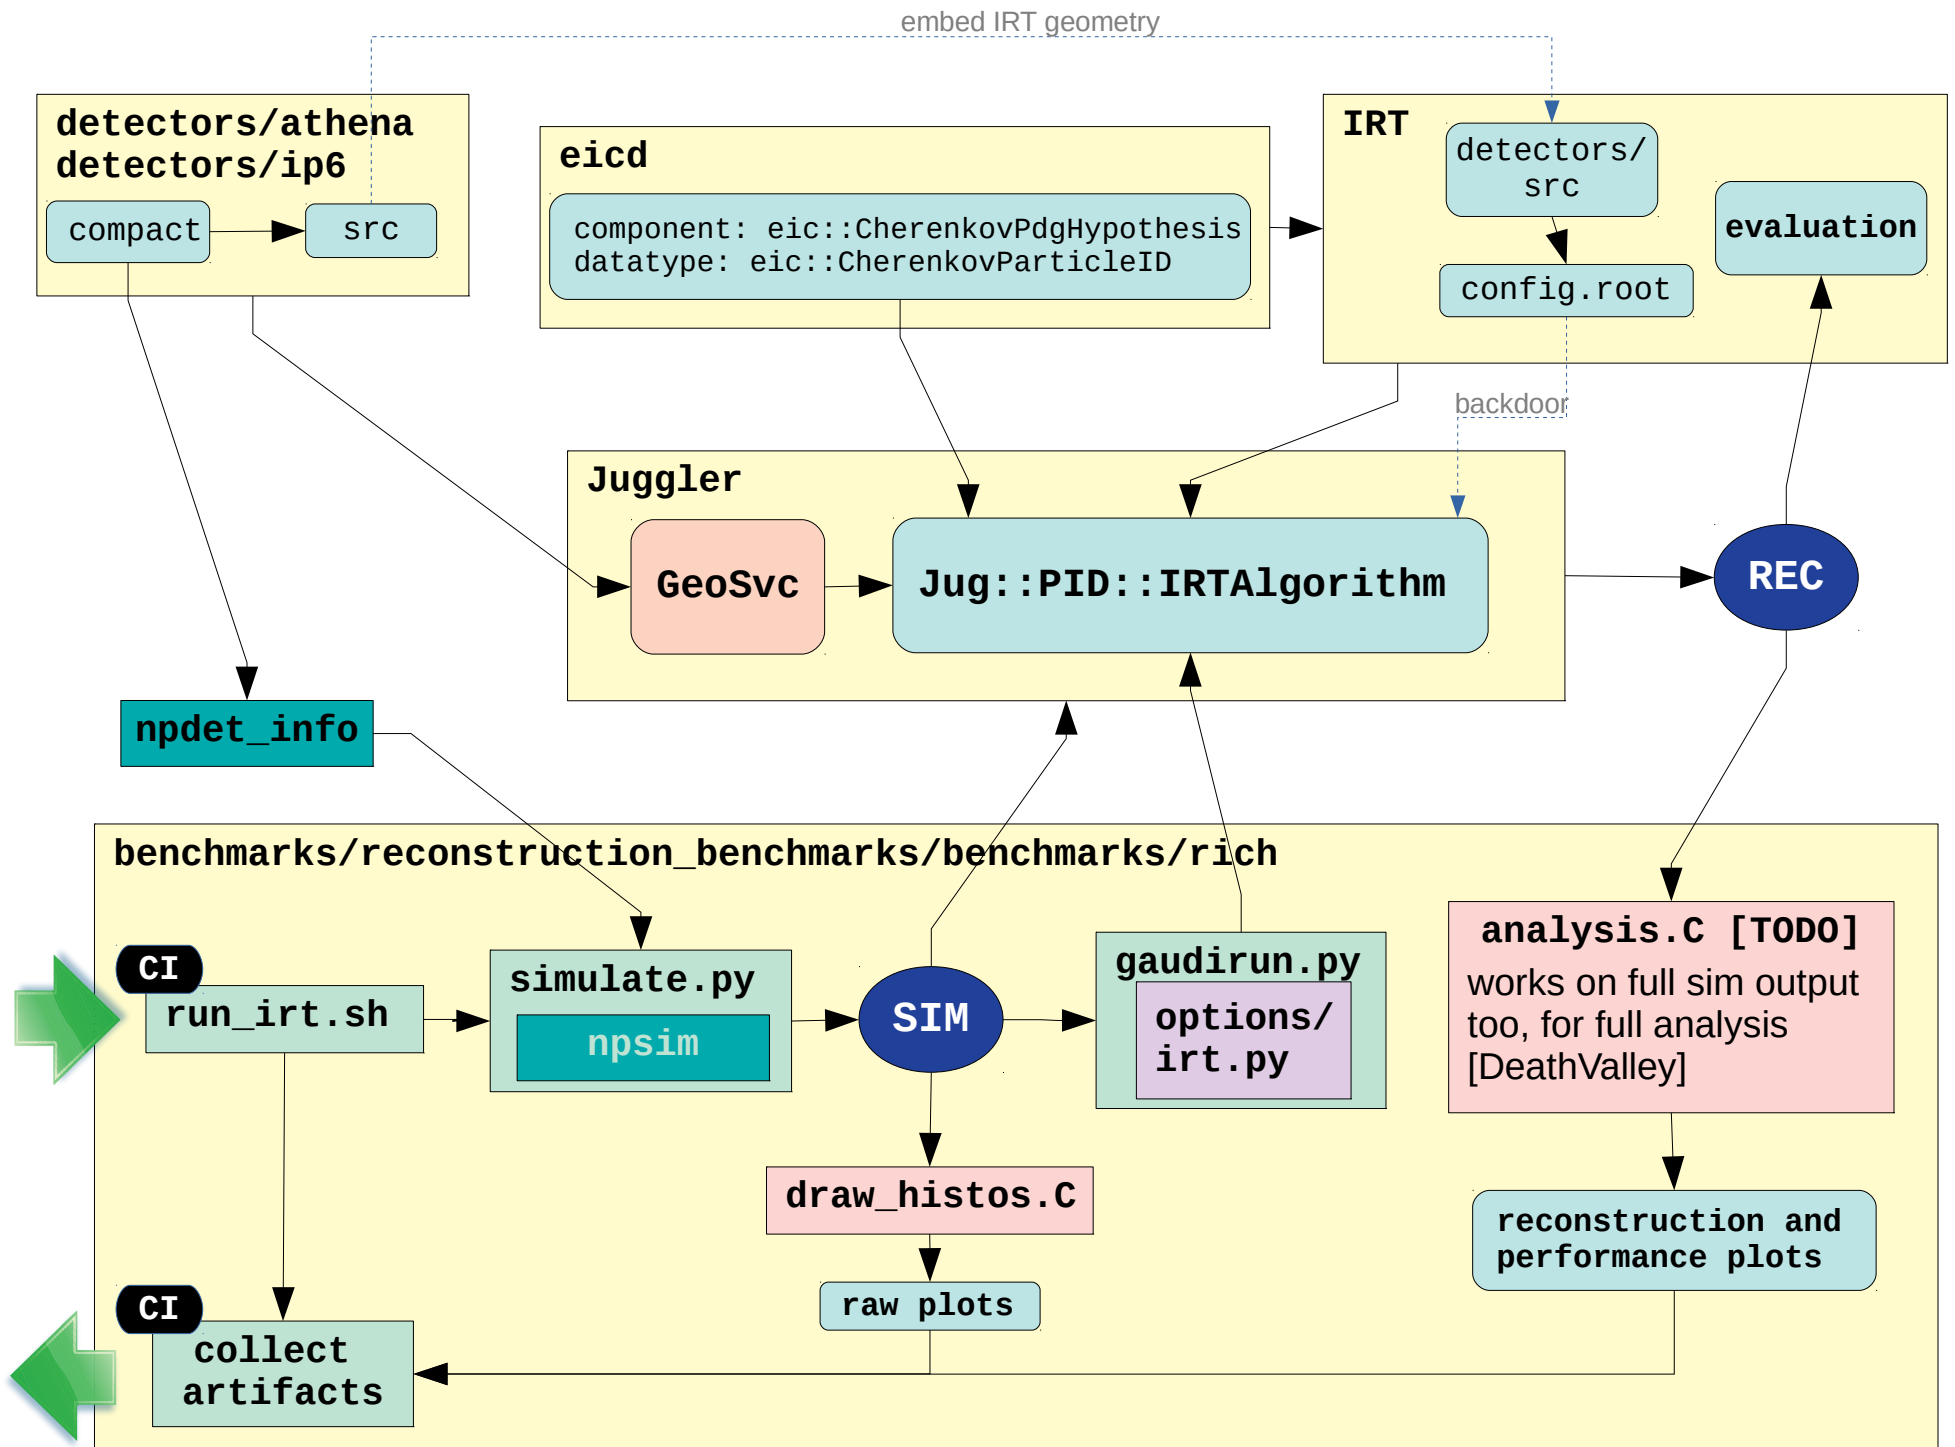 embed IRT geometry
detectors/athena
detectors/ip6
compact
src
eicd
component: eic::CherenkovPdgHypothesis
datatype: eic::CherenkovParticleID
IRT
detectors/
src
config.root
evaluation
backdoor
Juggler
GeoSvc
Jug::PID::IRTAlgorithm
REC
npdet_info
benchmarks/reconstruction_benchmarks/benchmarks/rich
CI
run_irt.sh
simulate.py
npsim
SIM
gaudirun.py
options/
irt.py
analysis.C [TODO]
works on full sim output
too, for full analysis
[DeathValley]
draw_histos.C
raw plots
reconstruction and
performance plots
CI
collect
artifacts